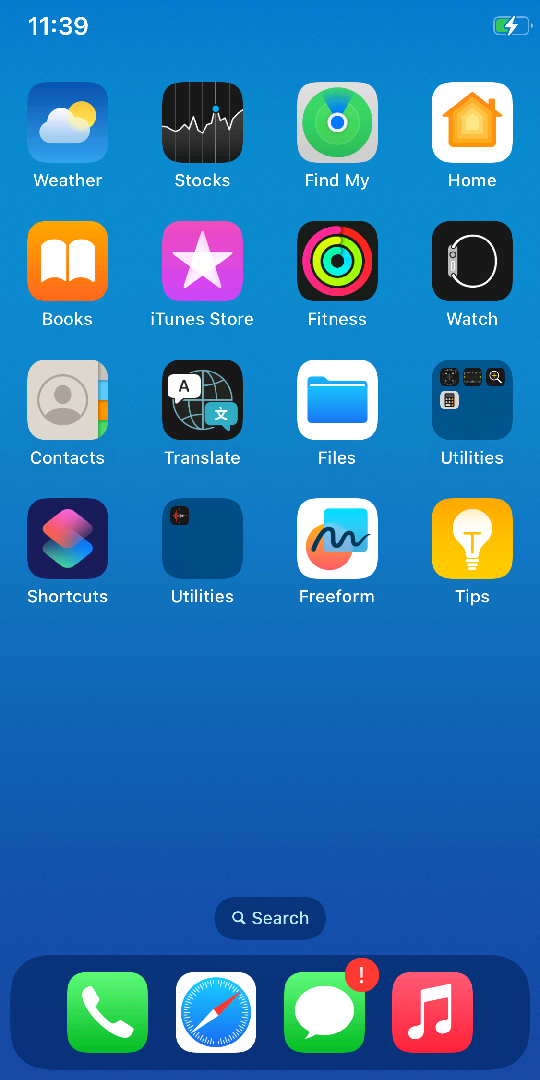 11:39
Weather
Stocks
Find My
Home
Books
iTunes Store
Fitness
Watch
Contacts
A
文
Translate
Files
Utilities
Shortcuts
Utilities
Freeform
Tips
Search
!